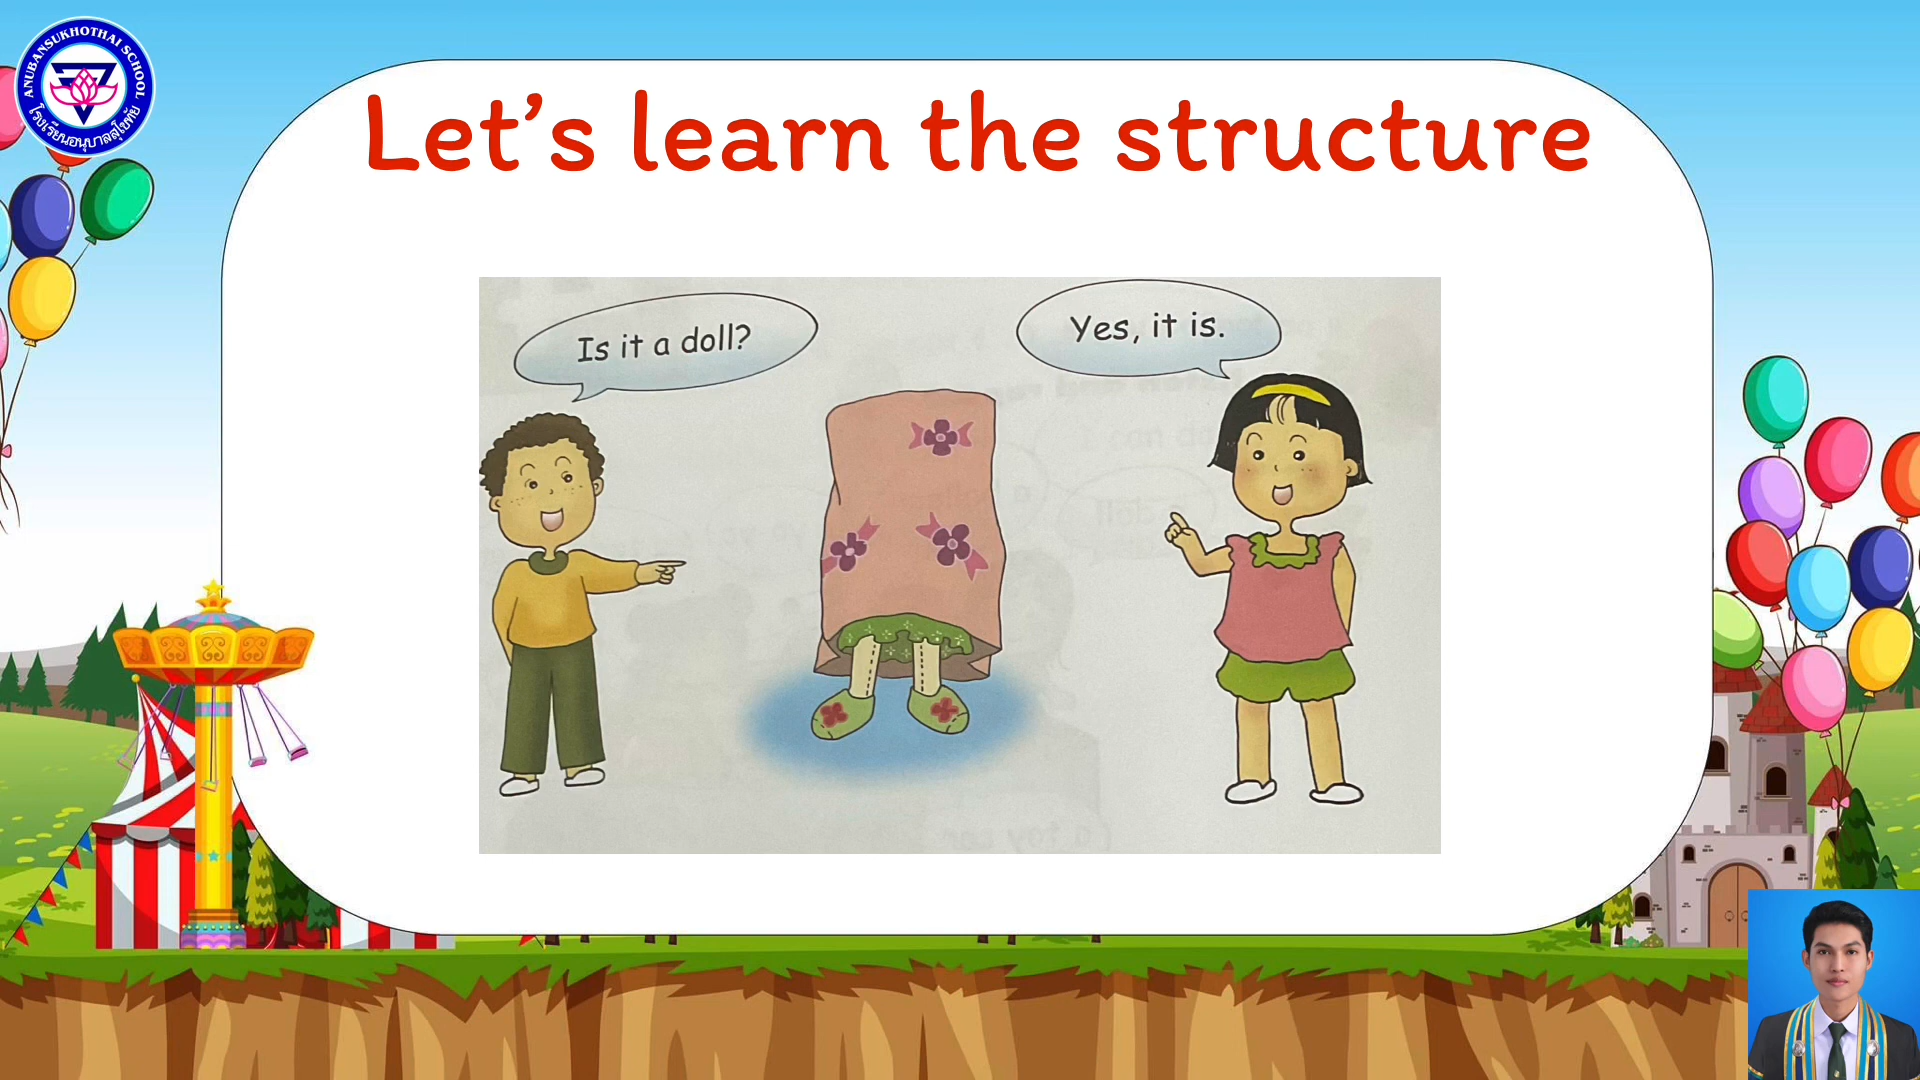 ANUBANSUKHOTHAI SCHOOL
โรงเรียนอนุบาลสุโขทัย
Let's learn the structure
Is it a doll?
Yes, it is.